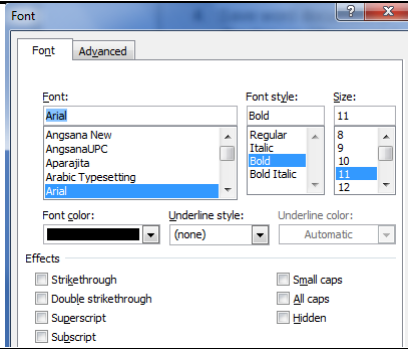 Font
Font Advanced
Font: Font style: Size:
Arial Bold 11
Angsana New Regular 8
AngsanaUPC Italic 9
Aparajita Bold 10
Arabic Typesetting Bold Italic 11
Arial 12
Font color: Underline style: Underline color:
(none) Automatic
Effects
Strikethrough Small caps
Double strikethrough All caps
Superscript Hidden
Subscript